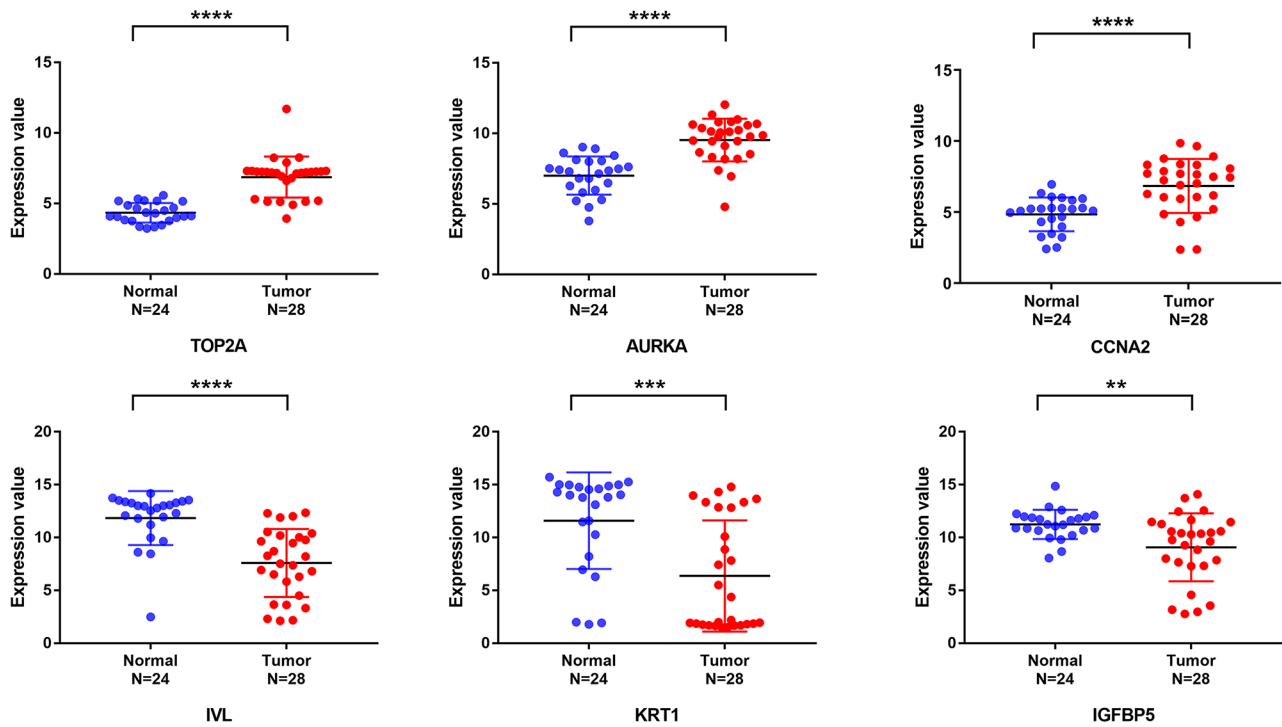 ****
Expression value
15
10
5
0
Normal
N=24
Tumor
N=28
TOP2A
****
Expression value
15
10
5
0
Normal
N=24
Tumor
N=28
AURKA
****
Expression value
15
10
5
0
Normal
N=24
Tumor
N=28
CCNA2
****
Expression value
20
15
10
5
0
Normal
N=24
Tumor
N=28
IVL
***
Expression value
20
15
10
5
0
Normal
N=24
Tumor
N=28
KRT1
**
Expression value
20
15
10
5
0
Normal
N=24
Tumor
N=28
IGFBP5